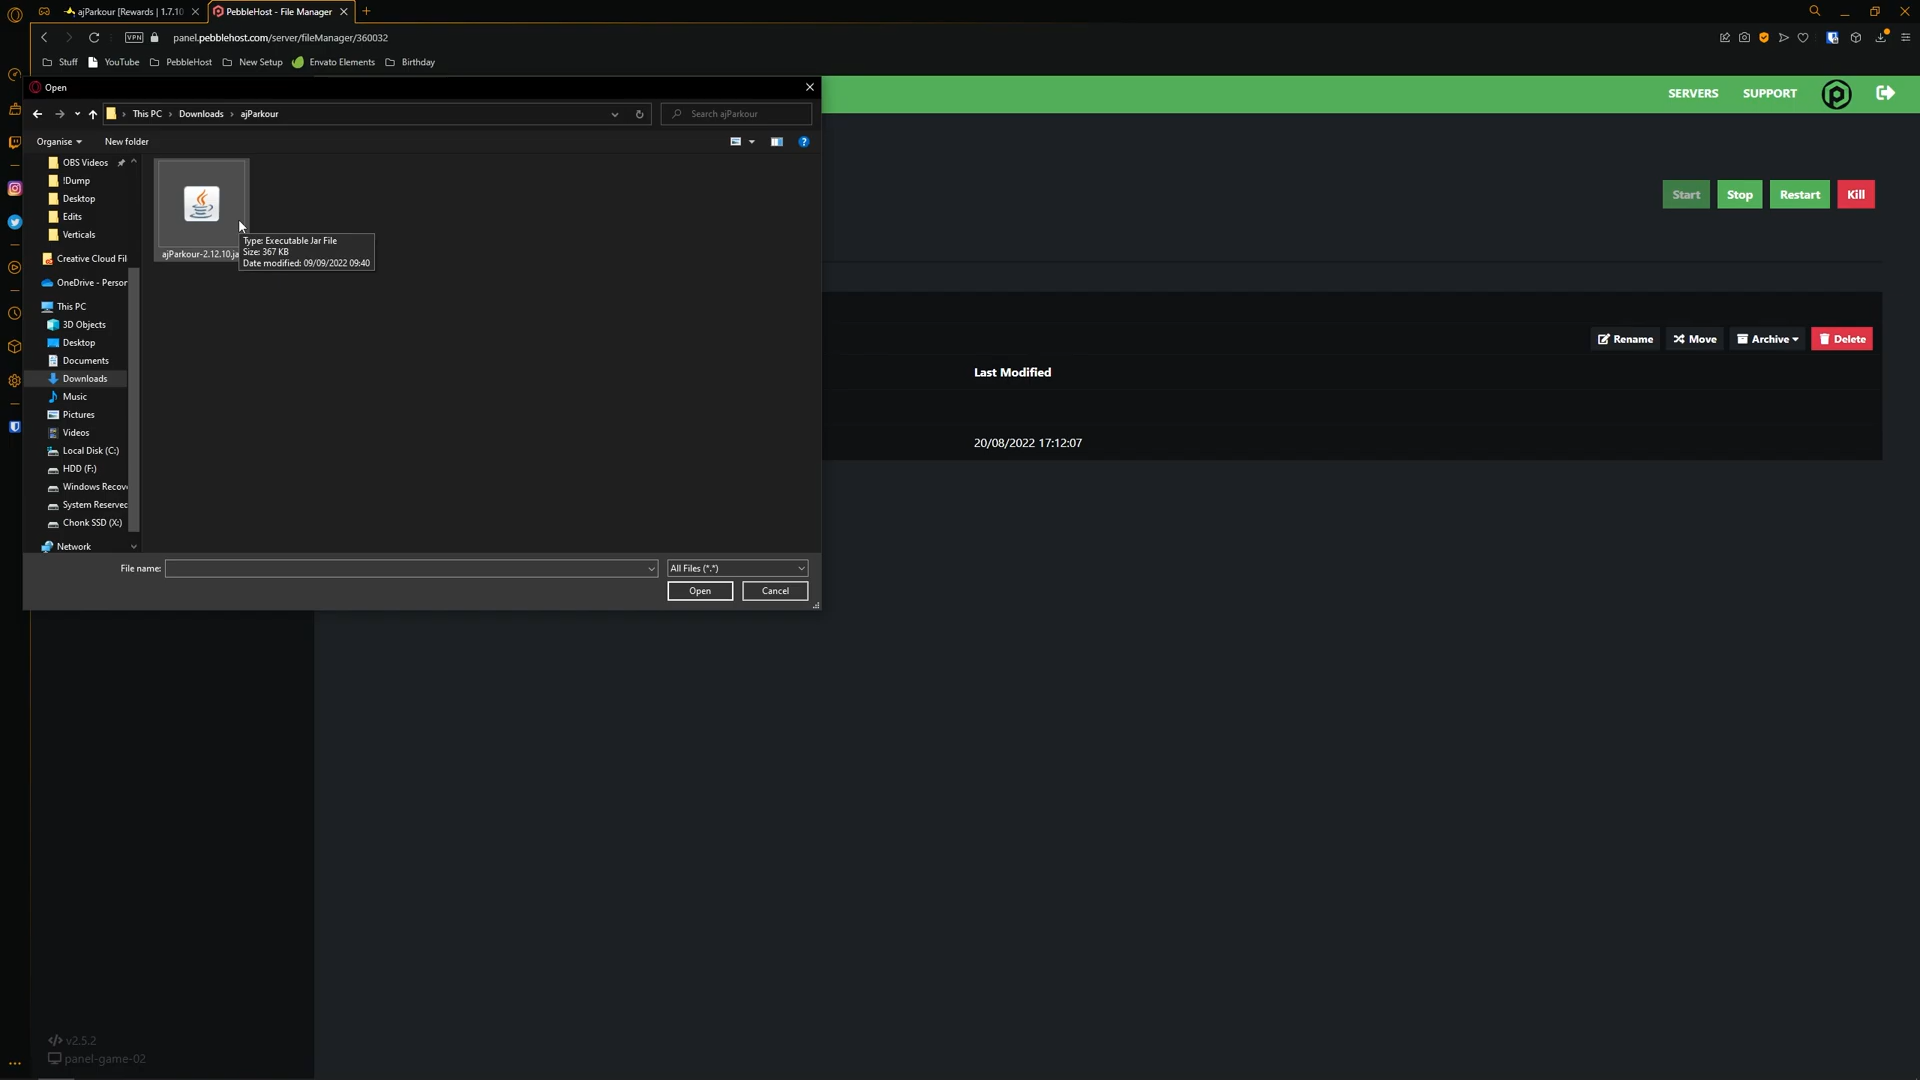 ajParkour [Rewards | 1.7.10
PebbleHost - File Manager
VPN
panel.pebblehost.com/server/fileManager/360032
Stuff
YouTube
PebbleHost
New Setup
Envato Elements
Birthday
Open
This PC
Downloads
ajParkour
Search ajParkour
SERVERS
SUPPORT
Organise
New folder
OBS Videos
!Dump
Desktop
Edits
Verticals
Creative Cloud Fil
OneDrive - Person
This PC
3D Objects
Desktop
Documents
Downloads
Music
Pictures
Videos
Local Disk (C:)
HDD (F:)
Windows Recove
System Reserved
Chonk SSD (X:)
Network
ajParkour-2.12.10.ja
Type: Executable Jar File
Size: 367 KB
Date modified: 09/09/2022 09:40
Start
Stop
Restart
Kill
Rename
Move
Archive
Delete
Last Modified
20/08/2022 17:12:07
File name:
All Files (*.*)
Open
Cancel
v2.5.2
panel-game-02